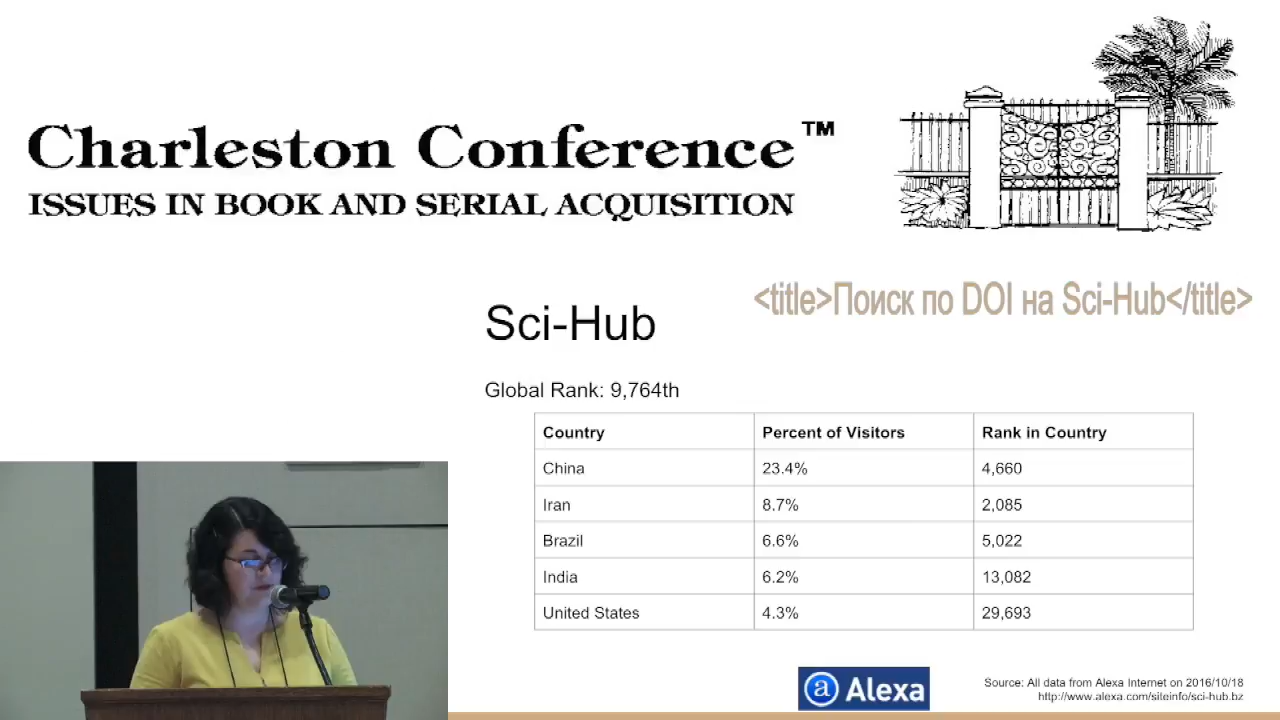 Charleston Conference ™
ISSUES IN BOOK AND SERIAL ACQUISITION
<title>Поиск по DOI на Sci-Hub</title>
Sci-Hub
Global Rank: 9,764th
Country Percent of Visitors Rank in Country
China 23.4% 4,660
Iran 8.7% 2,085
Brazil 6.6% 5,022
India 6.2% 13,082
United States 4.3% 29,693
a Alexa
Source: All data from Alexa Internet on 2016/10/18
http://www.alexa.com/siteinfo/sci-hub.bz